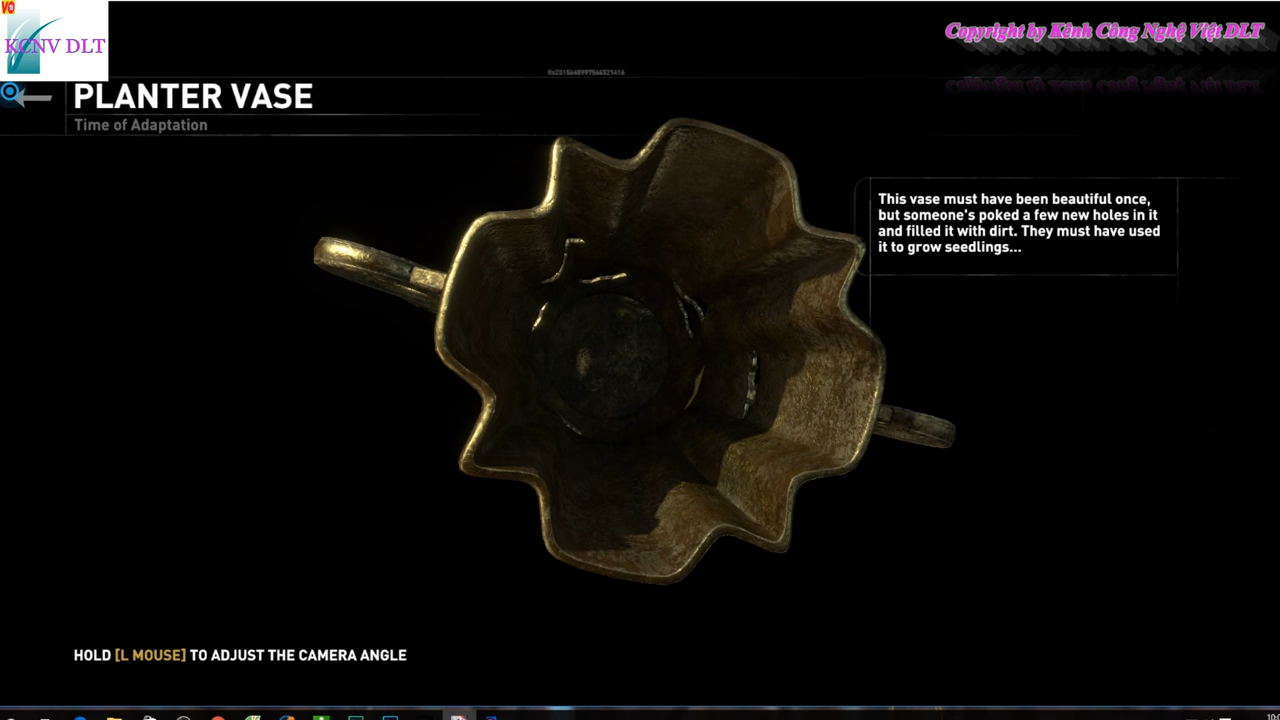 VO
KCNV DLT
Copyright by Kênh Công Nghệ Việt DLT
PLANTER VASE
Time of Adaptation
This vase must have been beautiful once,
but someone's poked a few new holes in it
and filled it with dirt. They must have used
it to grow seedlings...
HOLD [L MOUSE] TO ADJUST THE CAMERA ANGLE